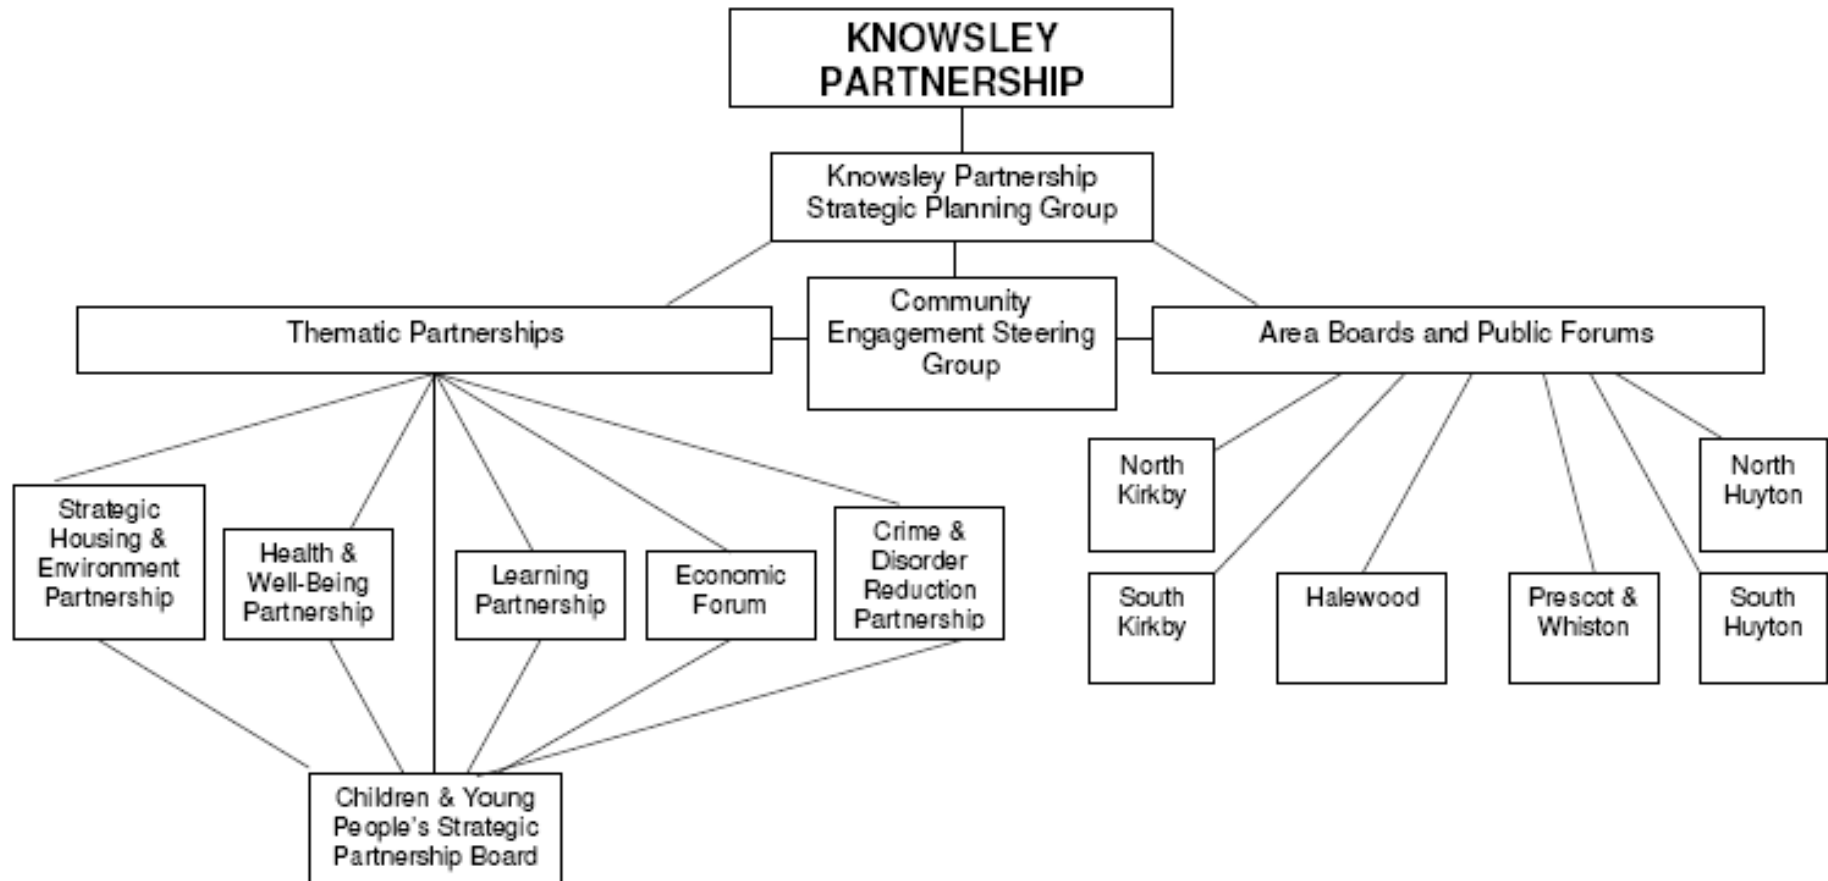 KNOWSLEY
PARTNERSHIP
Knowsley Partnership
Strategic Planning Group
Thematic Partnerships
Community
Engagement Steering
Group
Area Boards and Public Forums
Strategic
Housing &
Environment
Partnership
Health &
Well-Being
Partnership
Learning
Partnership
Economic
Forum
Crime &
Disorder
Reduction
Partnership
North
Kirkby
North
Huyton
South
Kirkby
Halewood
Prescot &
Whiston
South
Huyton
Children & Young
People's Strategic
Partnership Board